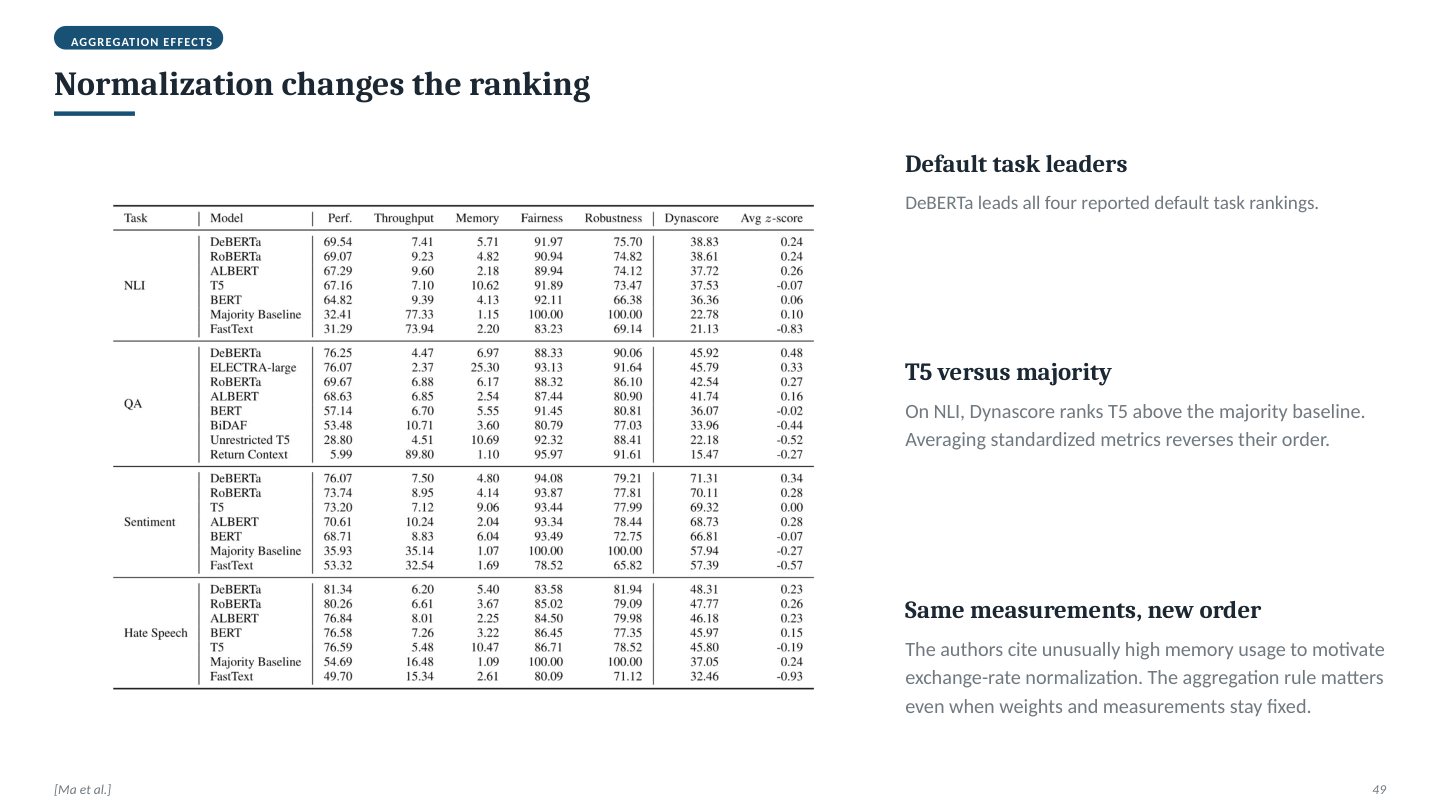 AGGREGATION EFFECTS
Normalization changes the ranking
Task Model Perf. Throughput Memory Fairness Robustness Dynascore Avg z-score
NLI
DeBERTa 69.54 7.41 5.71 91.97 75.70 38.83 0.24
RoBERTa 69.07 9.23 4.82 90.94 74.82 38.61 0.24
ALBERT 67.29 9.60 2.18 89.94 74.12 37.72 0.26
T5 67.16 7.10 10.62 91.89 73.47 37.53 -0.07
BERT 64.82 9.39 4.13 92.11 66.38 36.36 0.06
Majority Baseline 32.41 77.33 1.15 100.00 100.00 22.78 0.10
FastText 31.29 73.94 2.20 83.23 69.14 21.13 -0.83
QA
DeBERTa 76.25 4.47 6.97 88.33 90.06 45.92 0.48
ELECTRA-large 76.07 2.37 25.30 93.13 91.64 45.79 0.33
RoBERTa 69.67 6.88 6.17 88.32 86.10 42.54 0.27
ALBERT 68.63 6.85 2.54 87.44 80.90 41.74 0.16
BERT 57.14 6.70 5.55 91.45 80.81 36.07 -0.02
BiDAF 53.48 10.71 3.60 80.79 77.03 33.96 -0.44
Unrestricted T5 28.80 4.51 10.69 92.32 88.41 22.18 -0.52
Return Context 5.99 89.80 1.10 95.97 91.61 15.47 -0.27
Sentiment
DeBERTa 76.07 7.50 4.80 94.08 79.21 71.31 0.34
RoBERTa 73.74 8.95 4.14 93.87 77.81 70.11 0.28
T5 73.20 7.12 9.06 93.44 77.99 69.32 0.00
ALBERT 70.61 10.24 2.04 93.34 78.44 68.73 0.28
BERT 68.71 8.83 6.04 93.49 72.75 66.81 -0.07
Majority Baseline 35.93 35.14 1.07 100.00 100.00 57.94 -0.27
FastText 53.32 32.54 1.69 78.52 65.82 57.39 -0.57
Hate Speech
DeBERTa 81.34 6.20 5.40 83.58 81.94 48.31 0.23
RoBERTa 80.26 6.61 3.67 85.02 79.09 47.77 0.26
ALBERT 76.84 8.01 2.25 84.50 79.98 46.18 0.23
BERT 76.58 7.26 3.22 86.45 77.35 45.97 0.15
T5 76.59 5.48 10.47 86.71 78.52 45.80 -0.19
Majority Baseline 54.69 16.48 1.09 100.00 100.00 37.05 0.24
FastText 49.70 15.34 2.61 80.09 71.12 32.46 -0.93
Default task leaders
DeBERTa leads all four reported default task rankings.
T5 versus majority
On NLI, Dynascore ranks T5 above the majority baseline.
Averaging standardized metrics reverses their order.
Same measurements, new order
The authors cite unusually high memory usage to motivate
exchange-rate normalization. The aggregation rule matters
even when weights and measurements stay fixed.
[Ma et al.]
49